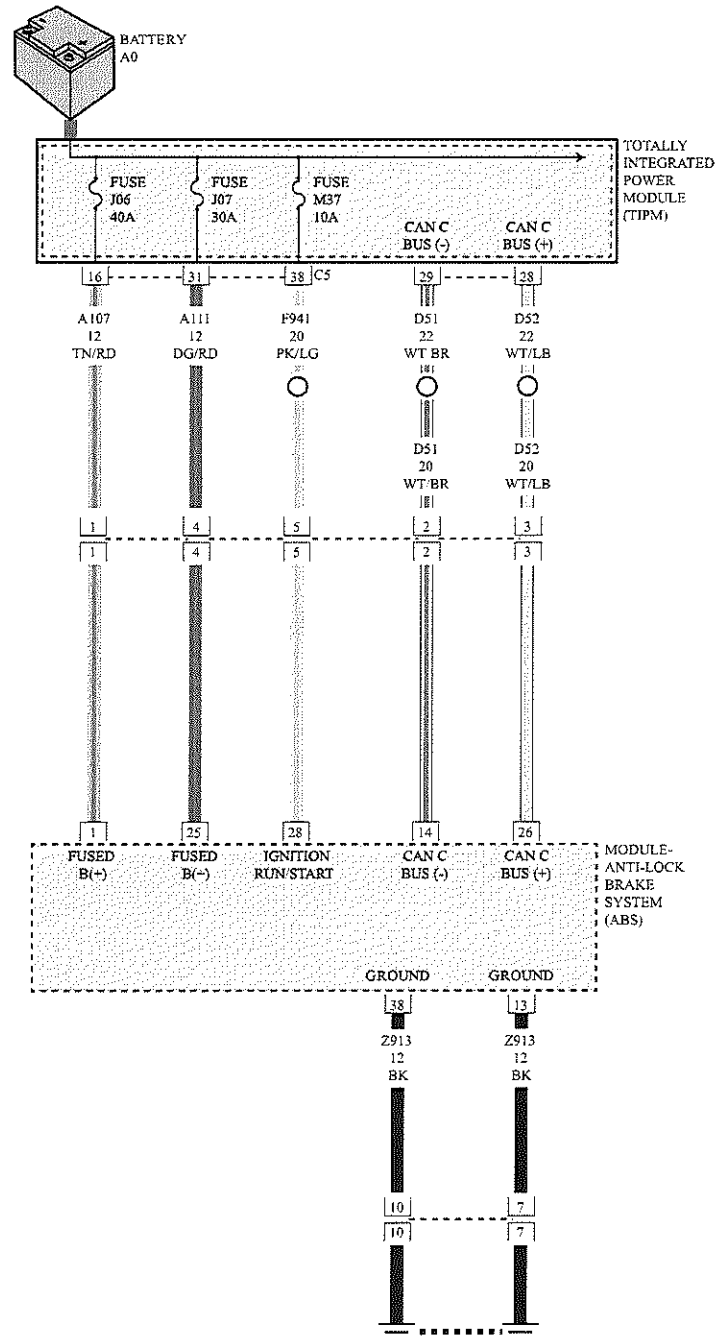 BATTERY
A0
TOTALLY
INTEGRATED
POWER
MODULE
(TIPM)
FUSE
J06
40A
FUSE
J07
30A
FUSE
M37
10A
CAN C
BUS (-)
CAN C
BUS (+)
16
31
38
C5
29
28
A107
12
TN/RD
A111
12
DG/RD
F941
20
PK/LG
D51
22
WT BR
D52
22
WT/LB
D51
20
WT/BR
D52
20
WT/LB
1
4
5
2
3
1
4
5
2
3
1
25
28
14
26
FUSED
B(+)
FUSED
B(+)
IGNITION
RUN/START
CAN C
BUS (-)
CAN C
BUS (+)
MODULE-
ANTI-LOCK
BRAKE
SYSTEM
(ABS)
GROUND
GROUND
38
13
Z913
12
BK
Z913
12
BK
10
7
10
7